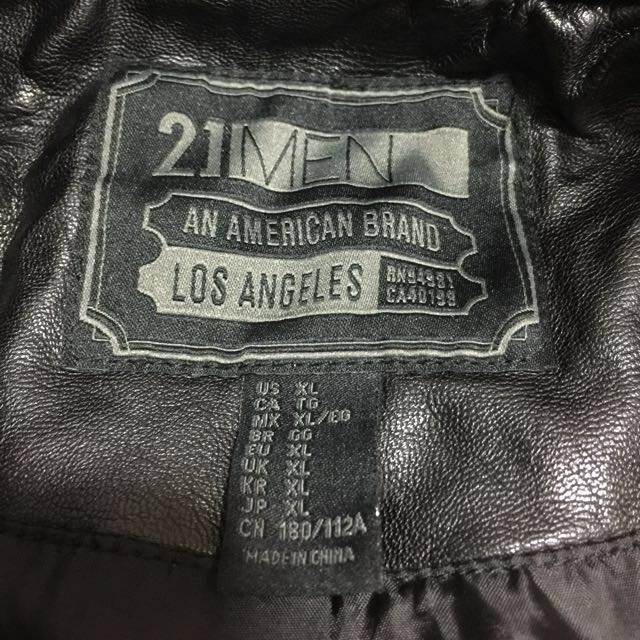 21MEN
AN AMERICAN BRAND
LOS ANGELES
RN94991
CA40198
US XL
CA TG
MX XL/EG
BR GG
EU XL
UK XL
KR XL
JP XL
CN 180/112A
MADE IN CHINA